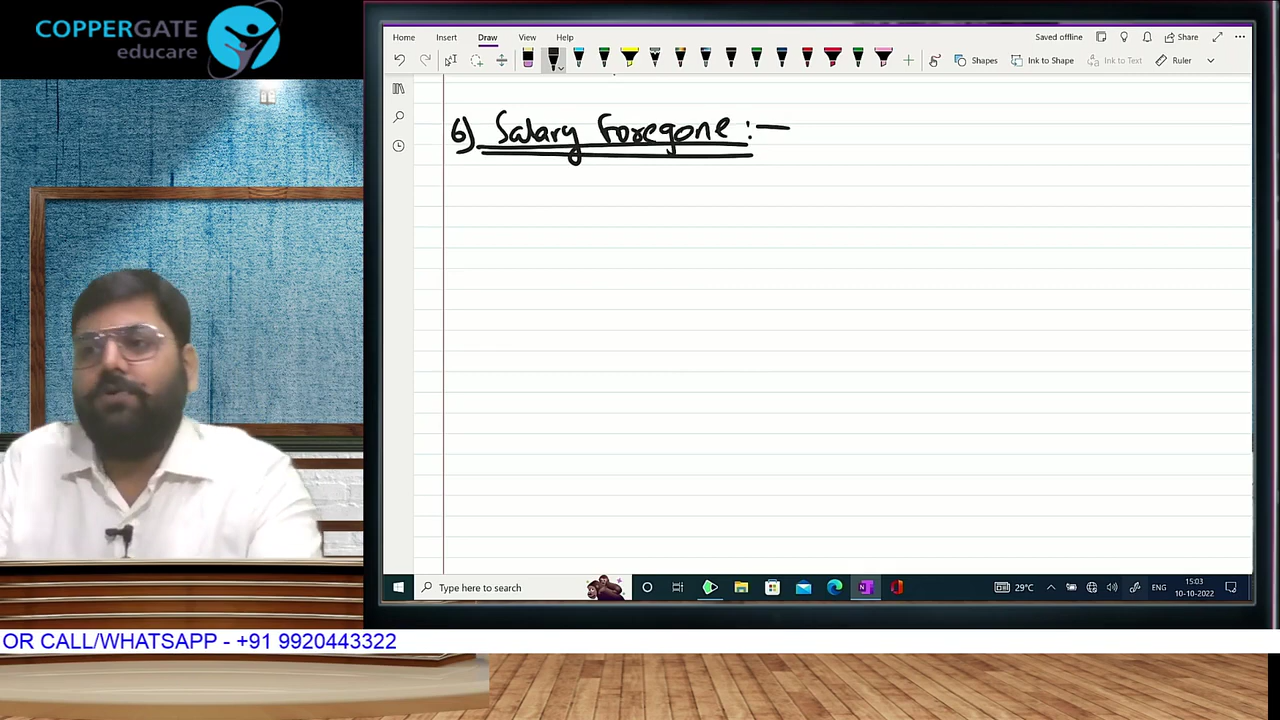 COPPERGATE
educare
Home Insert Draw View Help
Saved offline
Share
Shapes
Ink to Shape
Ink to Text
Ruler
6) Salary Foregone :-
Type here to search
29°C
ENG
15:03
10-10-2022
OR CALL/WHATSAPP - +91 9920443322